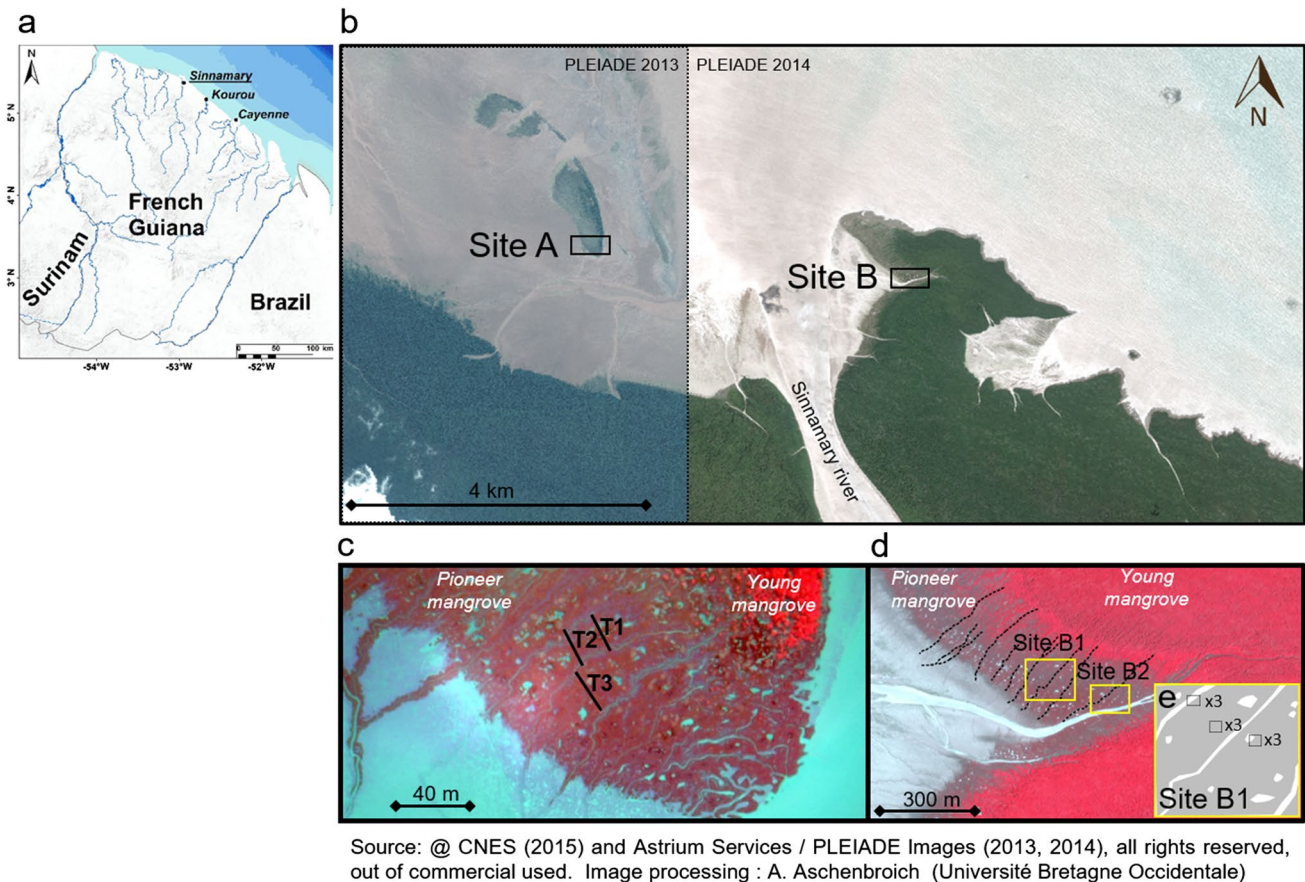 a
N
Sinnamary
Kourou
Cayenne
5°N
4°N
3°N
French
Guiana
Surinam
Brazil
0 50 100 km
-54°W -53°W -52°W
b
PLEIADE 2013
PLEIADE 2014
N
Site A
Site B
Sinnamary river
4 km
c
Pioneer
mangrove
Young
mangrove
T1
T2
T3
40 m
d
Pioneer
mangrove
Young
mangrove
Site B1
Site B2
300 m
e
x3
x3
x3
Site B1
Source: @ CNES (2015) and Astrium Services / PLEIADE Images (2013, 2014), all rights reserved,
out of commercial used. Image processing : A. Aschenbroich (Université Bretagne Occidentale)